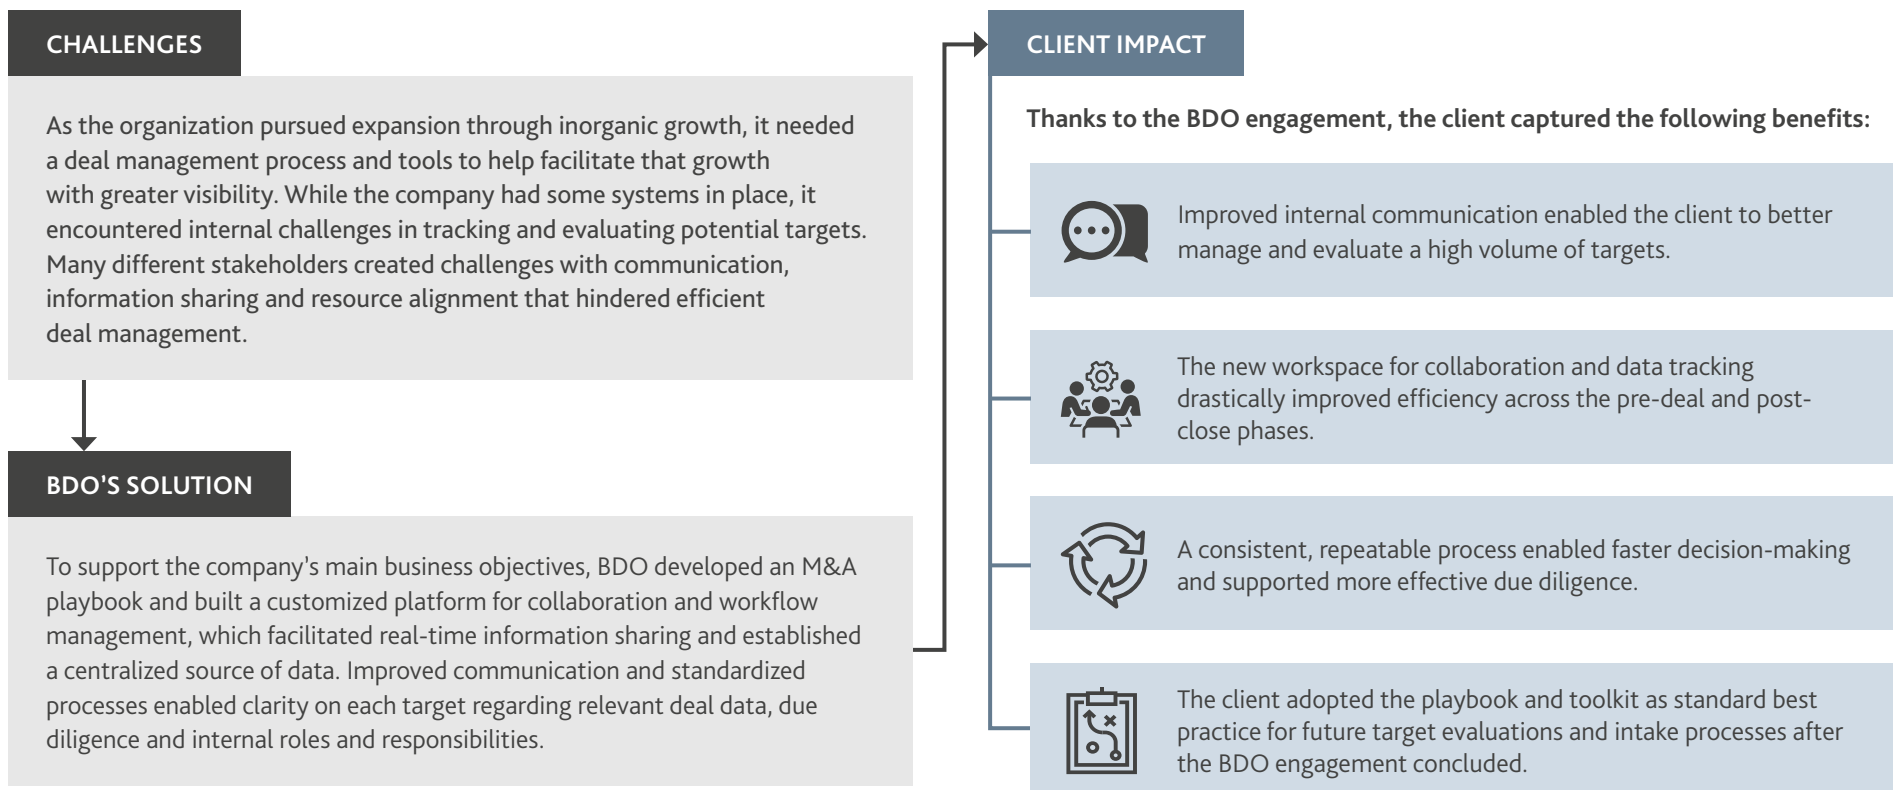 CHALLENGES
As the organization pursued expansion through inorganic growth, it needed
a deal management process and tools to help facilitate that growth
with greater visibility. While the company had some systems in place, it
encountered internal challenges in tracking and evaluating potential targets.
Many different stakeholders created challenges with communication,
information sharing and resource alignment that hindered efficient
deal management.
BDO'S SOLUTION
To support the company's main business objectives, BDO developed an M&A
playbook and built a customized platform for collaboration and workflow
management, which facilitated real-time information sharing and established
a centralized source of data. Improved communication and standardized
processes enabled clarity on each target regarding relevant deal data, due
diligence and internal roles and responsibilities.
CLIENT IMPACT
Thanks to the BDO engagement, the client captured the following benefits:
Improved internal communication enabled the client to better
manage and evaluate a high volume of targets.
The new workspace for collaboration and data tracking
drastically improved efficiency across the pre-deal and post-
close phases.
A consistent, repeatable process enabled faster decision-making
and supported more effective due diligence.
The client adopted the playbook and toolkit as standard best
practice for future target evaluations and intake processes after
the BDO engagement concluded.